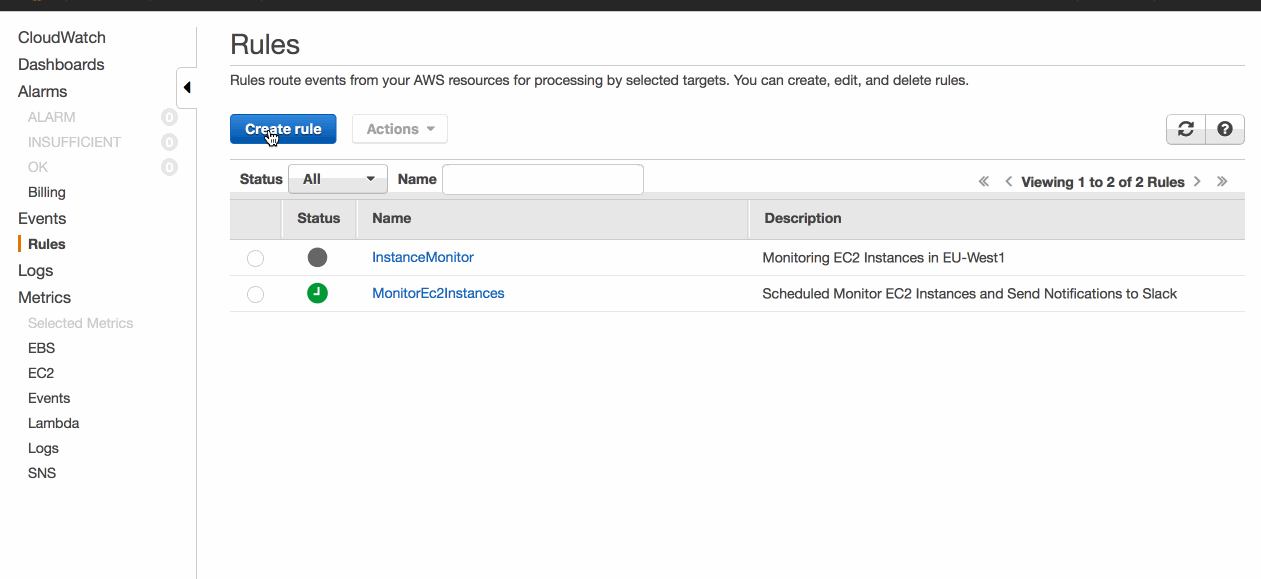 CloudWatch
Dashboards
Alarms
ALARM 0
INSUFFICIENT 0
OK 0
Billing
Events
Rules
Logs
Metrics
Selected Metrics
EBS
EC2
Events
Lambda
Logs
SNS
Rules
Rules route events from your AWS resources for processing by selected targets. You can create, edit, and delete rules.
Create rule Actions
Status All Name Viewing 1 to 2 of 2 Rules
Status Name Description
InstanceMonitor Monitoring EC2 Instances in EU-West1
MonitorEc2Instances Scheduled Monitor EC2 Instances and Send Notifications to Slack